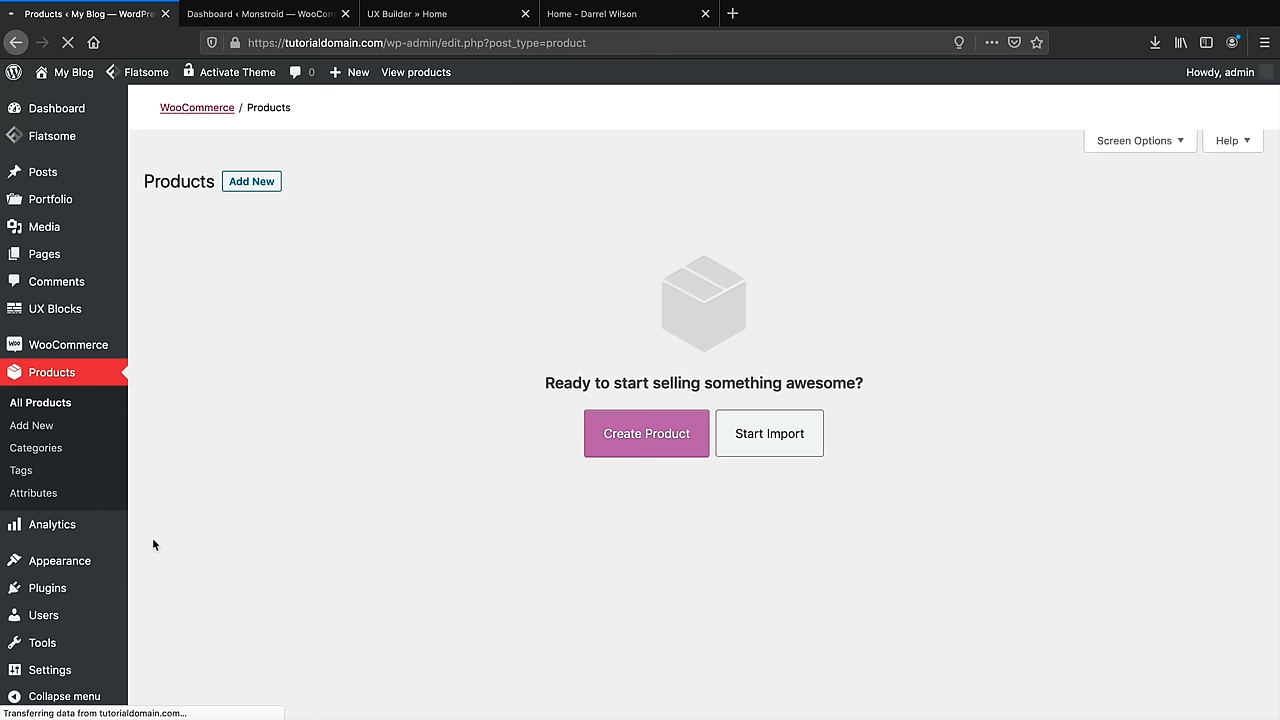 Products ‹ My Blog — WordPre
Dashboard ‹ Monstroid — WooCom
UX Builder » Home
Home - Darrel Wilson
https://tutorialdomain.com/wp-admin/edit.php?post_type=product
My Blog
Flatsome
Activate Theme
0
New
View products
Howdy, admin
Dashboard
Flatsome
Posts
Portfolio
Media
Pages
Comments
UX Blocks
WooCommerce
Products
All Products
Add New
Categories
Tags
Attributes
Analytics
Appearance
Plugins
Users
Tools
Settings
Collapse menu
Transferring data from tutorialdomain.com...
WooCommerce / Products
Screen Options
Help
Products
Add New
Ready to start selling something awesome?
Create Product
Start Import